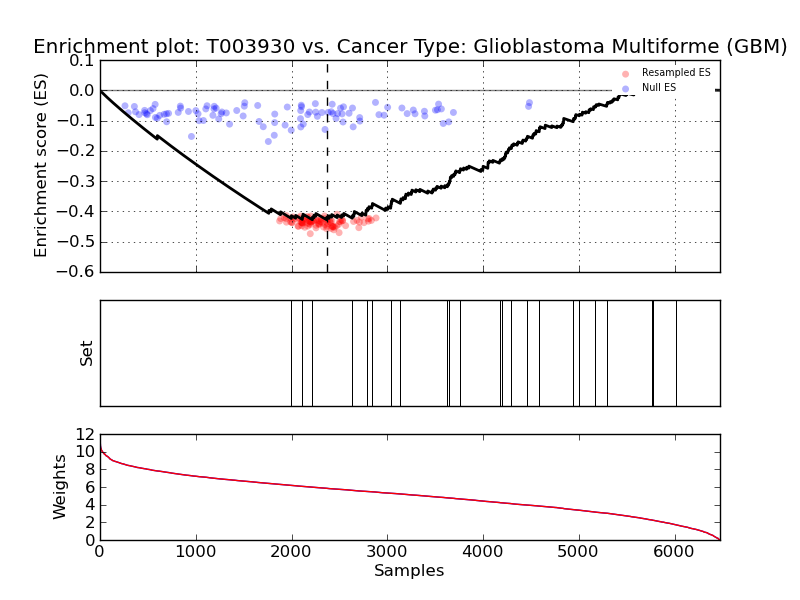 Enrichment plot: T003930 vs. Cancer Type: Glioblastoma Multiforme (GBM)
0.1
0.0
−0.1
−0.2
−0.3
−0.4
−0.5
−0.6
Enrichment score (ES)
Resampled ES
Null ES
Set
12
10
8
6
4
2
0
Weights
0 1000 2000 3000 4000 5000 6000
Samples